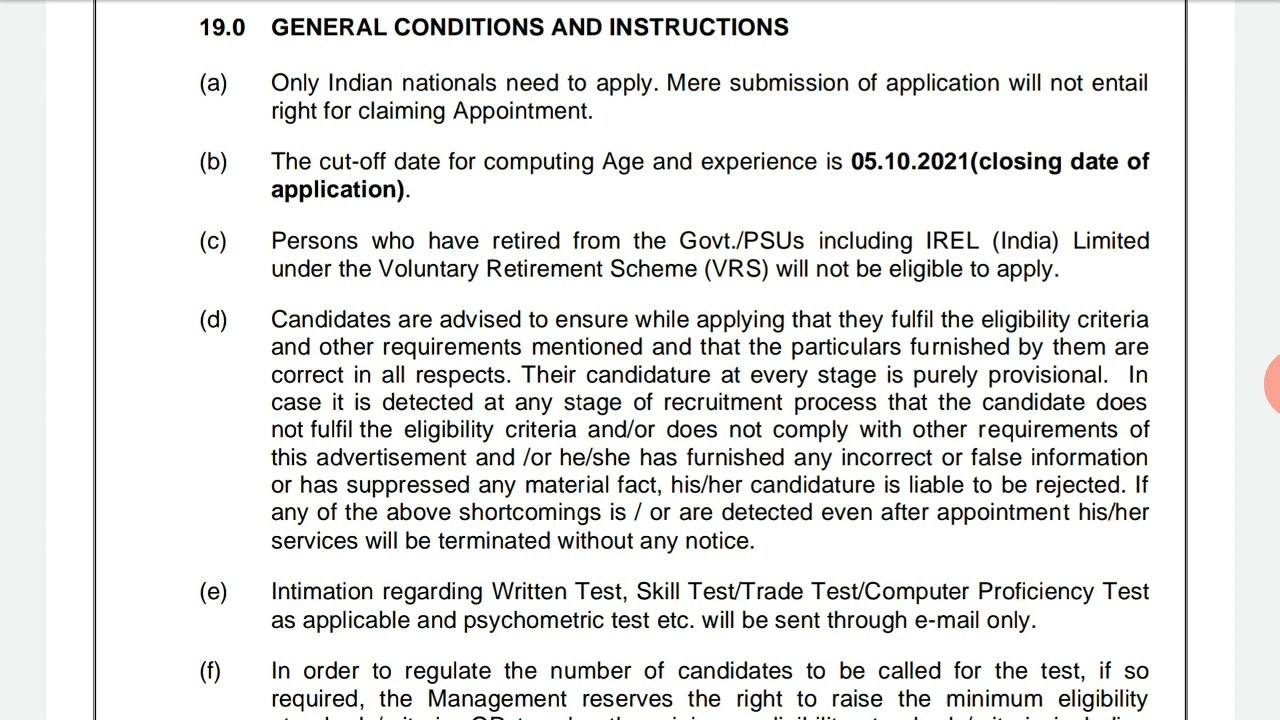 19.0 GENERAL CONDITIONS AND INSTRUCTIONS
(a) Only Indian nationals need to apply. Mere submission of application will not entail
right for claiming Appointment.
(b) The cut-off date for computing Age and experience is 05.10.2021(closing date of
application).
(c) Persons who have retired from the Govt./PSUs including IREL (India) Limited
under the Voluntary Retirement Scheme (VRS) will not be eligible to apply.
(d) Candidates are advised to ensure while applying that they fulfil the eligibility criteria
and other requirements mentioned and that the particulars furnished by them are
correct in all respects. Their candidature at every stage is purely provisional. In
case it is detected at any stage of recruitment process that the candidate does
not fulfil the eligibility criteria and/or does not comply with other requirements of
this advertisement and /or he/she has furnished any incorrect or false information
or has suppressed any material fact, his/her candidature is liable to be rejected. If
any of the above shortcomings is / or are detected even after appointment his/her
services will be terminated without any notice.
(e) Intimation regarding Written Test, Skill Test/Trade Test/Computer Proficiency Test
as applicable and psychometric test etc. will be sent through e-mail only.
(f) In order to regulate the number of candidates to be called for the test, if so
required, the Management reserves the right to raise the minimum eligibility